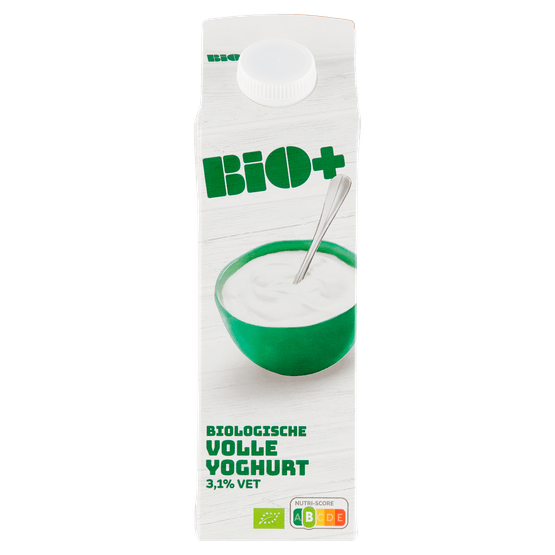 BIO+
BIO+
BIOLOGISCHE
VOLLE
YOGHURT
3,1% VET
NUTRI-SCORE
A B C D E